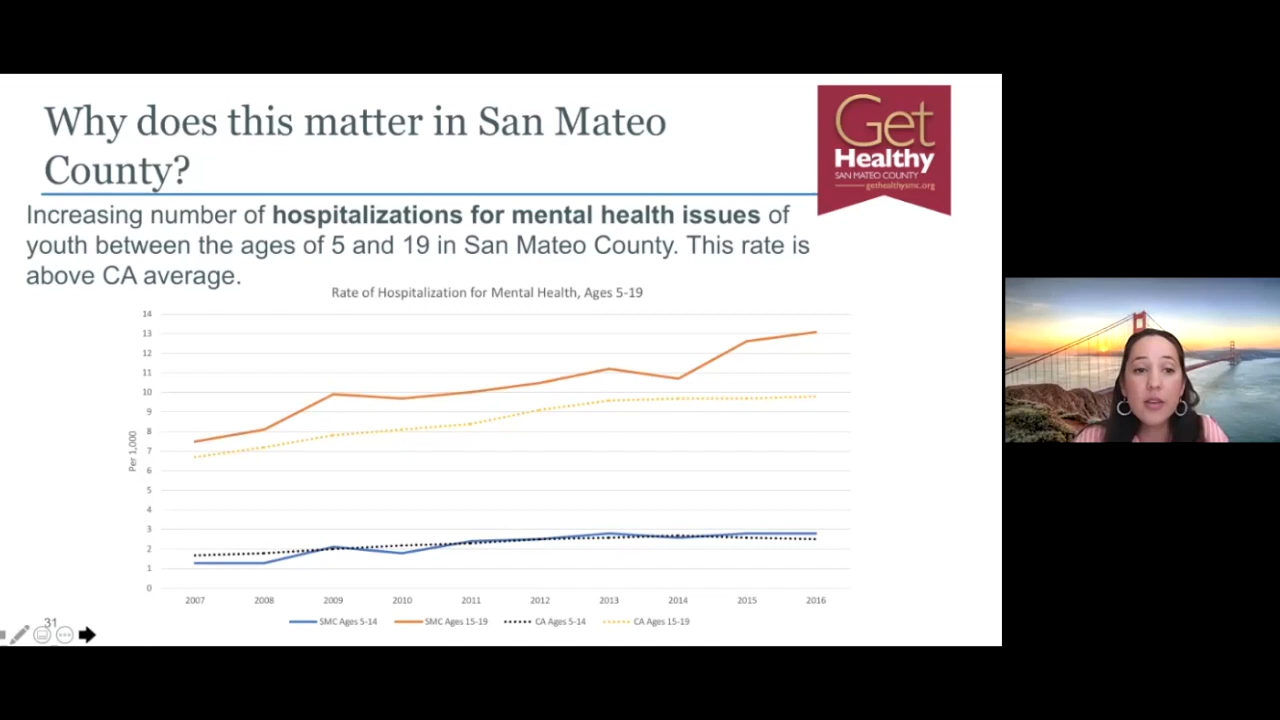 Why does this matter in San Mateo
County?
Get
Healthy
SAN MATEO COUNTY
gethealthysmc.org
Increasing number of hospitalizations for mental health issues of
youth between the ages of 5 and 19 in San Mateo County. This rate is
above CA average.
Rate of Hospitalization for Mental Health, Ages 5-19
14
13
12
11
10
9
8
7
6
5
4
3
2
1
0
Per 1,000
2007 2008 2009 2010 2011 2012 2013 2014 2015 2016
SMC Ages 5-14 SMC Ages 15-19 CA Ages 5-14 CA Ages 15-19
31